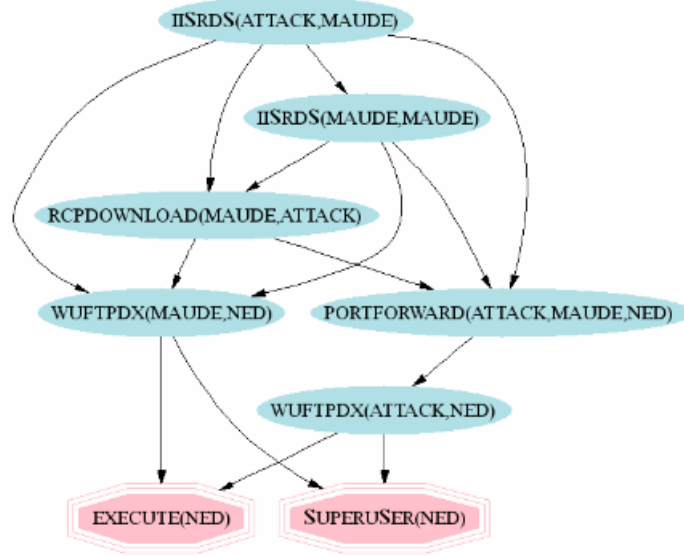 IISRDS(ATTACK,MAUDE)
IISRDS(MAUDE,MAUDE)
RCPDOWNLOAD(MAUDE,ATTACK)
WUFTPDX(MAUDE,NED)
PORTFORWARD(ATTACK,MAUDE,NED)
WUFTPDX(ATTACK,NED)
EXECUTE(NED)
SUPERUSER(NED)